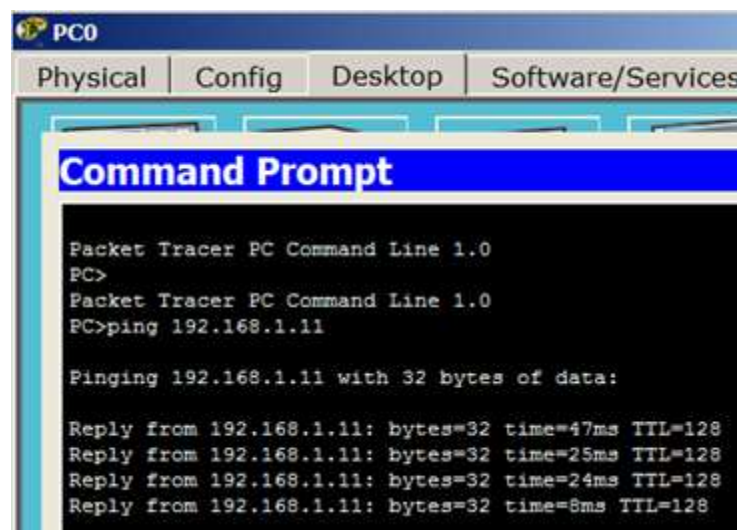 PC0
Physical Config Desktop Software/Services
Command Prompt
Packet Tracer PC Command Line 1.0
PC>
Packet Tracer PC Command Line 1.0
PC>ping 192.168.1.11
Pinging 192.168.1.11 with 32 bytes of data:
Reply from 192.168.1.11: bytes=32 time=47ms TTL=128
Reply from 192.168.1.11: bytes=32 time=25ms TTL=128
Reply from 192.168.1.11: bytes=32 time=24ms TTL=128
Reply from 192.168.1.11: bytes=32 time=8ms TTL=128